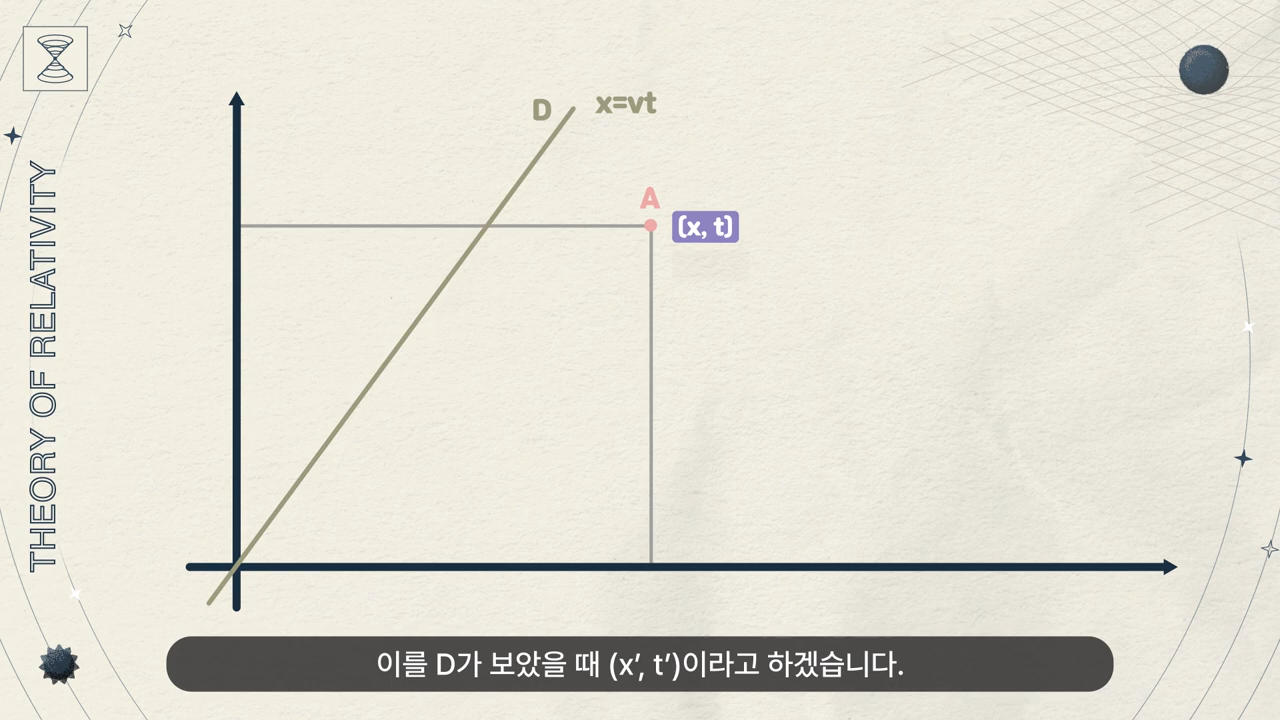 THEORY OF RELATIVITY
D
x=vt
A
(x, t)
이를 D가 보았을 때 (x′, t′)이라고 하겠습니다.